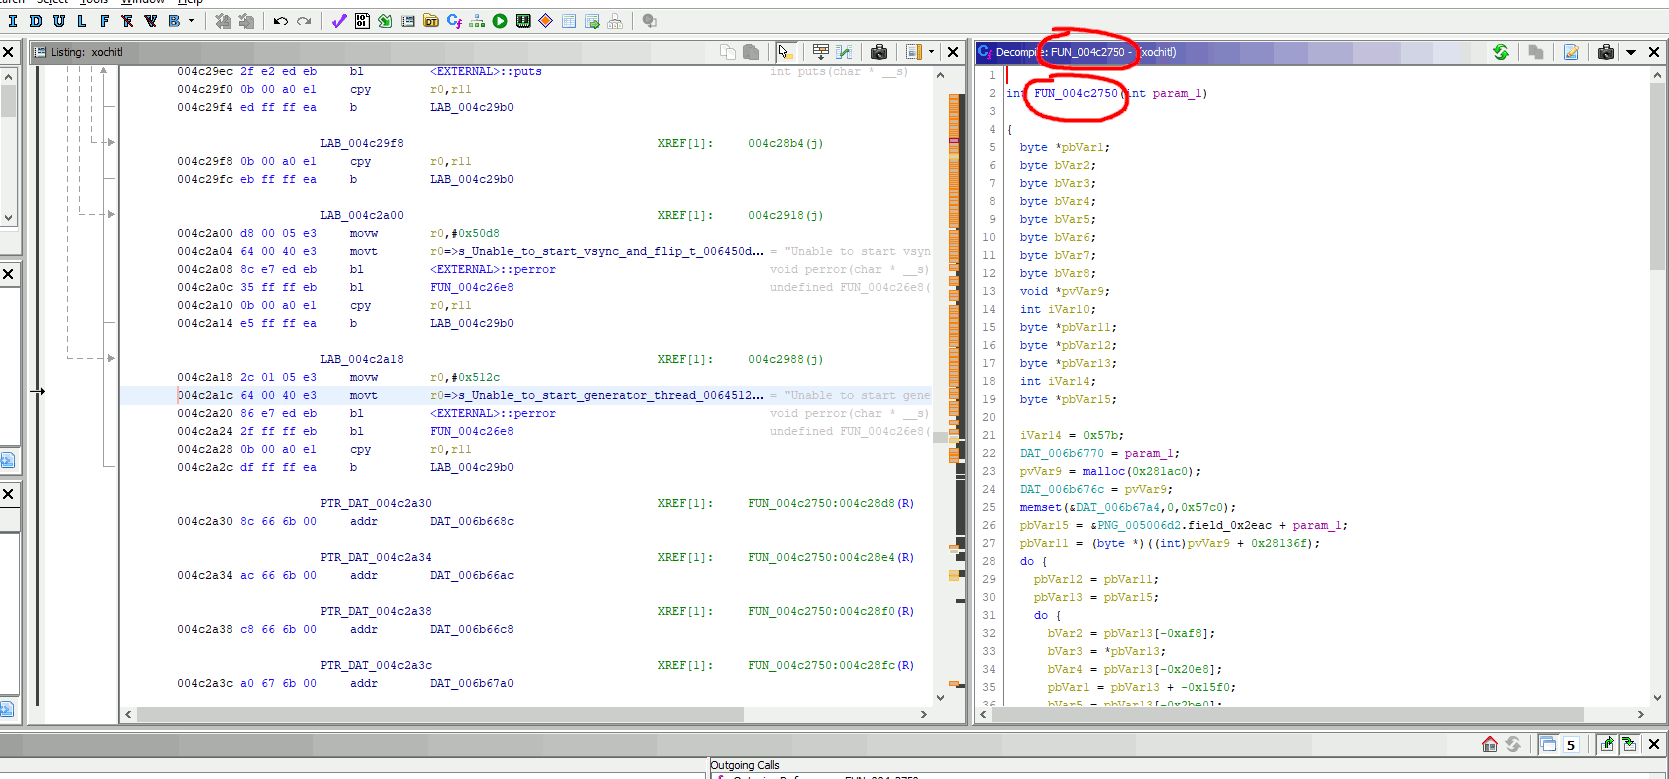 Search Select Tools Window Help
I D U L F F V B
Listing: xochitl
004c29ec 2f e2 ed eb bl <EXTERNAL>::puts int puts(char * __s)
004c29f0 0b 00 a0 e1 cpy r0,r11
004c29f4 ed ff ff ea b LAB_004c29b0
LAB_004c29f8 XREF[1]: 004c28b4(j)
004c29f8 0b 00 a0 e1 cpy r0,r11
004c29fc eb ff ff ea b LAB_004c29b0
LAB_004c2a00 XREF[1]: 004c2918(j)
004c2a00 d8 00 05 e3 movw r0,#0x50d8
004c2a04 64 00 40 e3 movt r0=>s_Unable_to_start_vsync_and_flip_t_006450d... = "Unable to start vsyn
004c2a08 8c e7 ed eb bl <EXTERNAL>::perror void perror(char * __s)
004c2a0c 35 ff ff eb bl FUN_004c26e8 undefined FUN_004c26e8(
004c2a10 0b 00 a0 e1 cpy r0,r11
004c2a14 e5 ff ff ea b LAB_004c29b0
LAB_004c2a18 XREF[1]: 004c2988(j)
004c2a18 2c 01 05 e3 movw r0,#0x512c
004c2a1c 64 00 40 e3 movt r0=>s_Unable_to_start_generator_thread_0064512... = "Unable to start gene
004c2a20 86 e7 ed eb bl <EXTERNAL>::perror void perror(char * __s)
004c2a24 2f ff ff eb bl FUN_004c26e8 undefined FUN_004c26e8(
004c2a28 0b 00 a0 e1 cpy r0,r11
004c2a2c df ff ff ea b LAB_004c29b0
PTR_DAT_004c2a30 XREF[1]: FUN_004c2750:004c28d8(R)
004c2a30 8c 66 6b 00 addr DAT_006b668c
PTR_DAT_004c2a34 XREF[1]: FUN_004c2750:004c28e4(R)
004c2a34 ac 66 6b 00 addr DAT_006b66ac
PTR_DAT_004c2a38 XREF[1]: FUN_004c2750:004c28f0(R)
004c2a38 c8 66 6b 00 addr DAT_006b66c8
PTR_DAT_004c2a3c XREF[1]: FUN_004c2750:004c28fc(R)
004c2a3c a0 67 6b 00 addr DAT_006b67a0
Decompile: FUN_004c2750 - (xochitl)
1
2 int FUN_004c2750(int param_1)
3
4 {
5 byte *pbVar1;
6 byte bVar2;
7 byte bVar3;
8 byte bVar4;
9 byte bVar5;
10 byte bVar6;
11 byte bVar7;
12 byte bVar8;
13 void *pvVar9;
14 int iVar10;
15 byte *pbVar11;
16 byte *pbVar12;
17 byte *pbVar13;
18 int iVar14;
19 byte *pbVar15;
20
21 iVar14 = 0x57b;
22 DAT_006b6770 = param_1;
23 pvVar9 = malloc(0x281ac0);
24 DAT_006b676c = pvVar9;
25 memset(&DAT_006b67a4,0,0x57c0);
26 pbVar15 = &PNG_005006d2.field_0x2eac + param_1;
27 pbVar11 = (byte *)((int)pvVar9 + 0x28136f);
28 do {
29 pbVar12 = pbVar11;
30 pbVar13 = pbVar15;
31 do {
32 bVar2 = pbVar13[-0xaf8];
33 bVar3 = *pbVar13;
34 bVar4 = pbVar13[-0x20e8];
35 pbVar1 = pbVar13 + -0x15f0;
36 bVar5 = pbVar13[-0x2be0];
5
Outgoing Calls